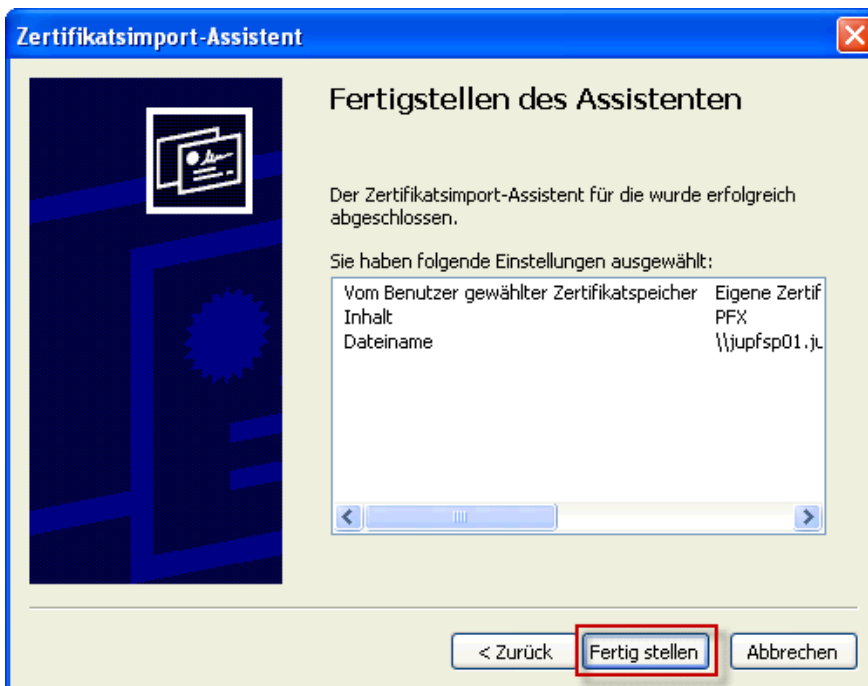 Zertifikatsimport-Assistent
Fertigstellen des Assistenten
Der Zertifikatsimport-Assistent für die wurde erfolgreich
abgeschlossen.
Sie haben folgende Einstellungen ausgewählt:
Vom Benutzer gewählter Zertifikatspeicher Eigene Zertif
Inhalt PFX
Dateiname \\jupfsp01.ju
< Zurück Fertig stellen Abbrechen